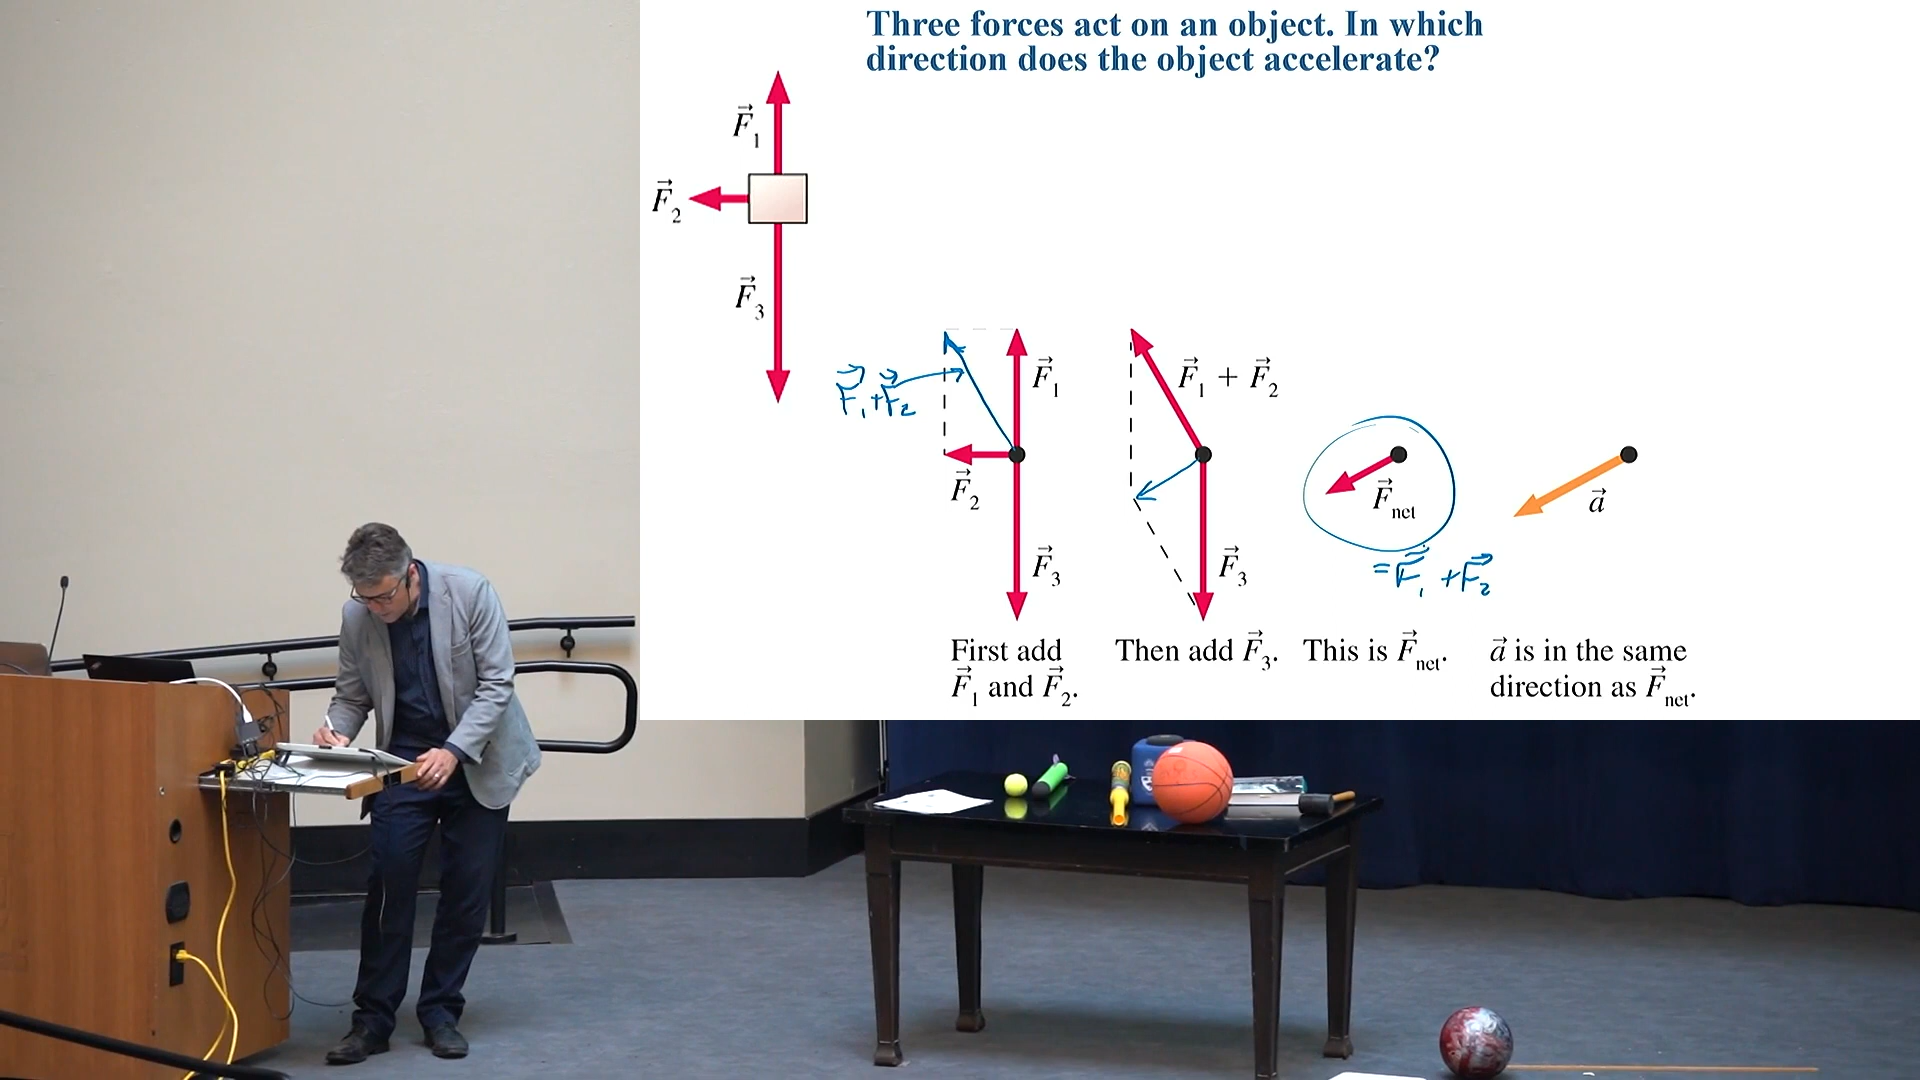 Three forces act on an object. In which
direction does the object accelerate?
F⃗₁
F⃗₂
F⃗₃
F⃗₁+F⃗₂
F⃗₁
F⃗₂
F⃗₃
F⃗₁ + F⃗₂
F⃗₃
F⃗net
= F⃗₁ + F⃗₂
a⃗
First add
F⃗₁ and F⃗₂.
Then add F⃗₃.
This is F⃗net.
a⃗ is in the same
direction as F⃗net.